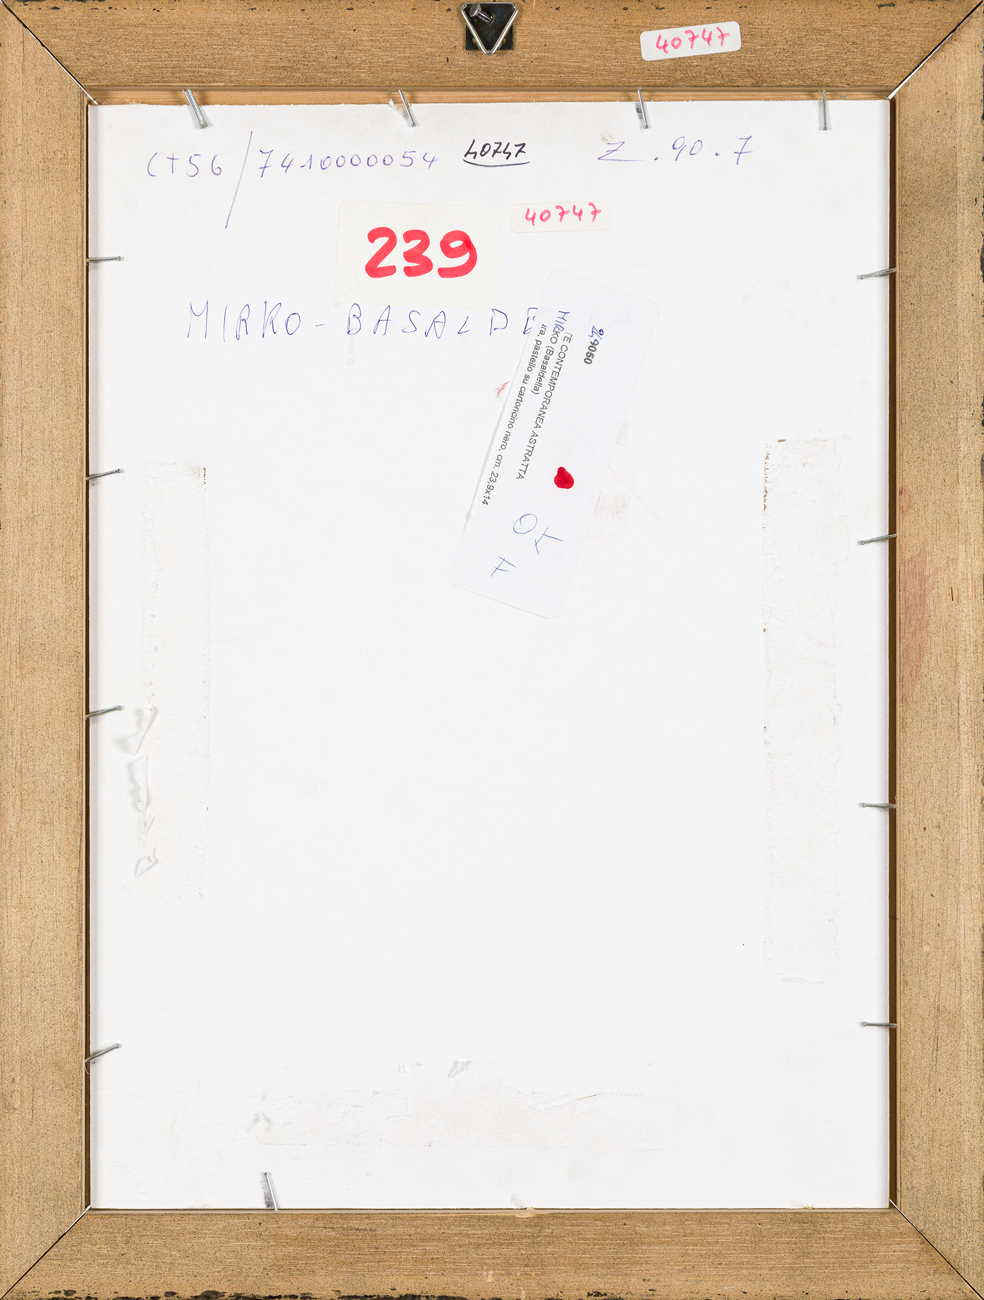 40747
CT56/7410000054 40747 Z.90.7
40747
239
MIRKO - BASALDE
9060
TE CONTEMPORANEA ASTRATTA
MIRKO (Basaldella)
ra, pastello su cartoncino nero, cm. 23,9x14
OK
F